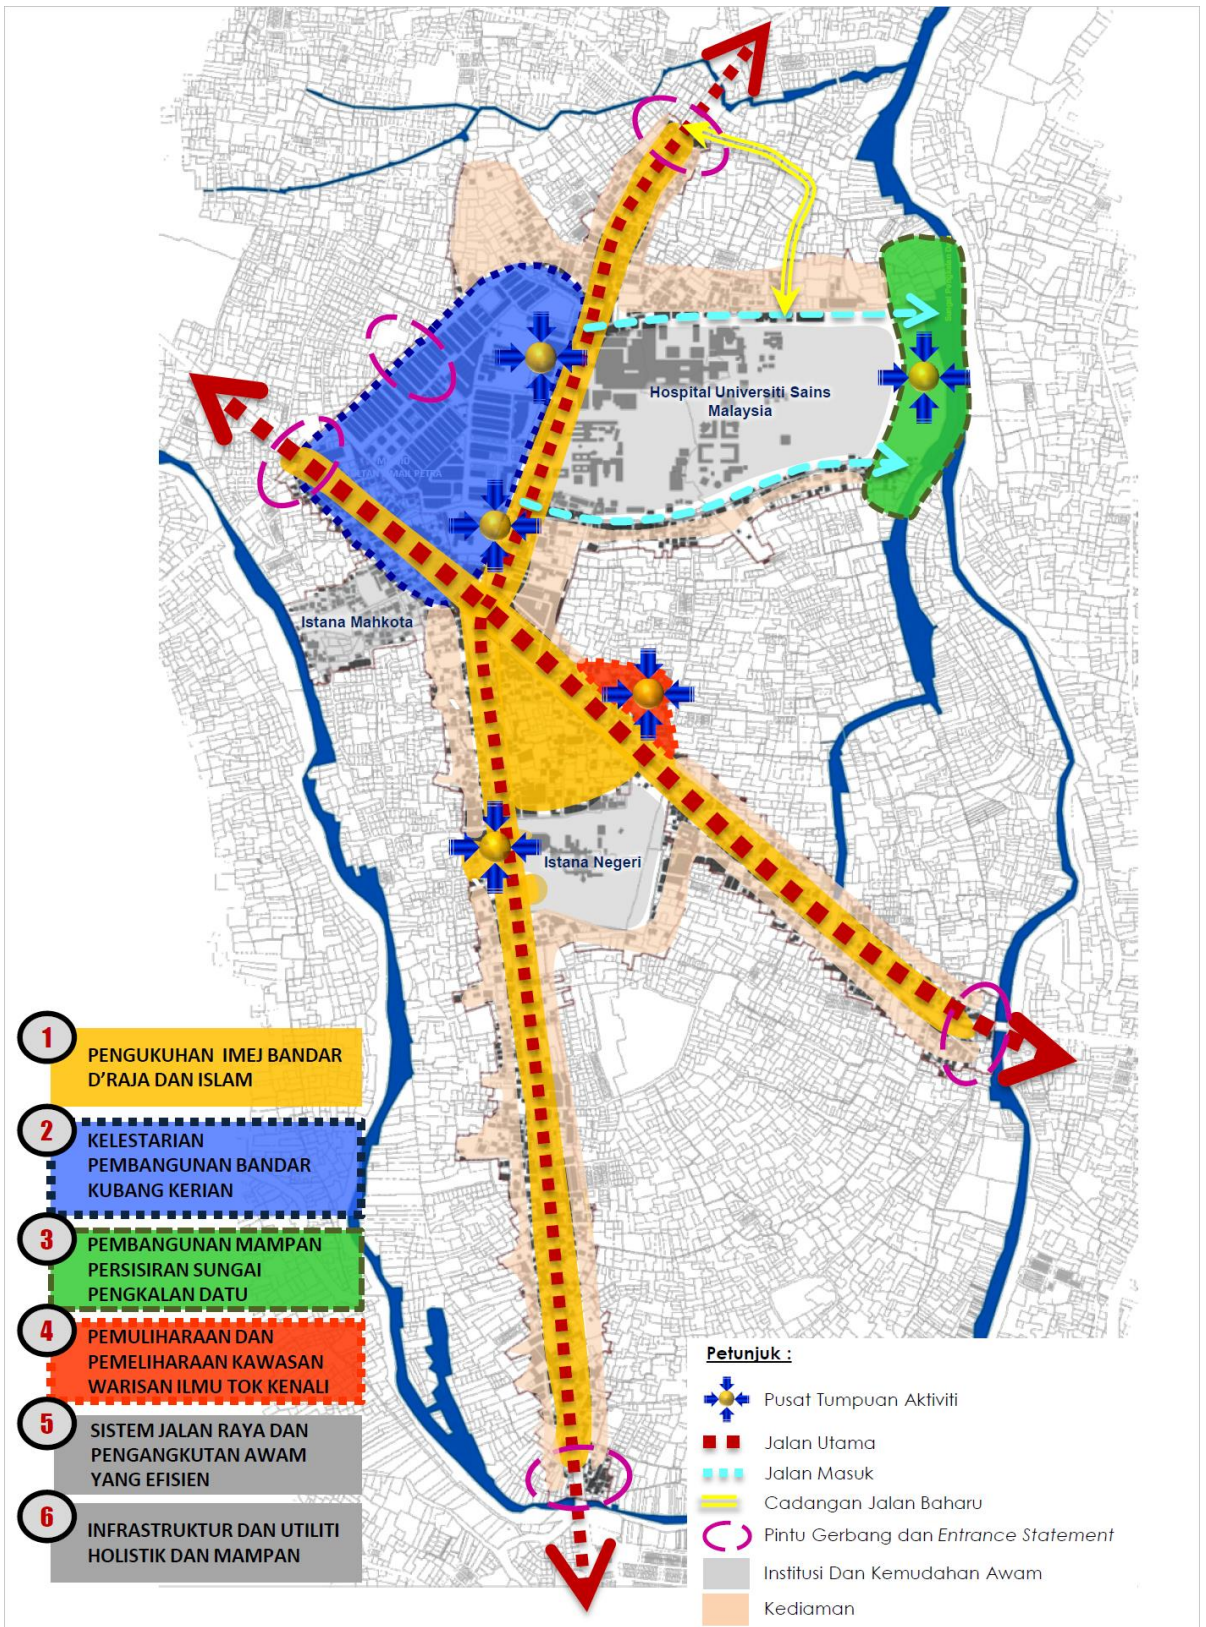 Hospital Universiti Sains
Malaysia
Istana Mahkota
Istana Negeri
1
PENGUKUHAN IMEJ BANDAR
D'RAJA DAN ISLAM
2
KELESTARIAN
PEMBANGUNAN BANDAR
KUBANG KERIAN
3
PEMBANGUNAN MAMPAN
PERSISIRAN SUNGAI
PENGKALAN DATU
4
PEMULIHARAAN DAN
PEMELIHARAAN KAWASAN
WARISAN ILMU TOK KENALI
5
SISTEM JALAN RAYA DAN
PENGANGKUTAN AWAM
YANG EFISIEN
6
INFRASTRUKTUR DAN UTILITI
HOLISTIK DAN MAMPAN
Petunjuk :
Pusat Tumpuan Aktiviti
Jalan Utama
Jalan Masuk
Cadangan Jalan Baharu
Pintu Gerbang dan Entrance Statement
Institusi Dan Kemudahan Awam
Kediaman